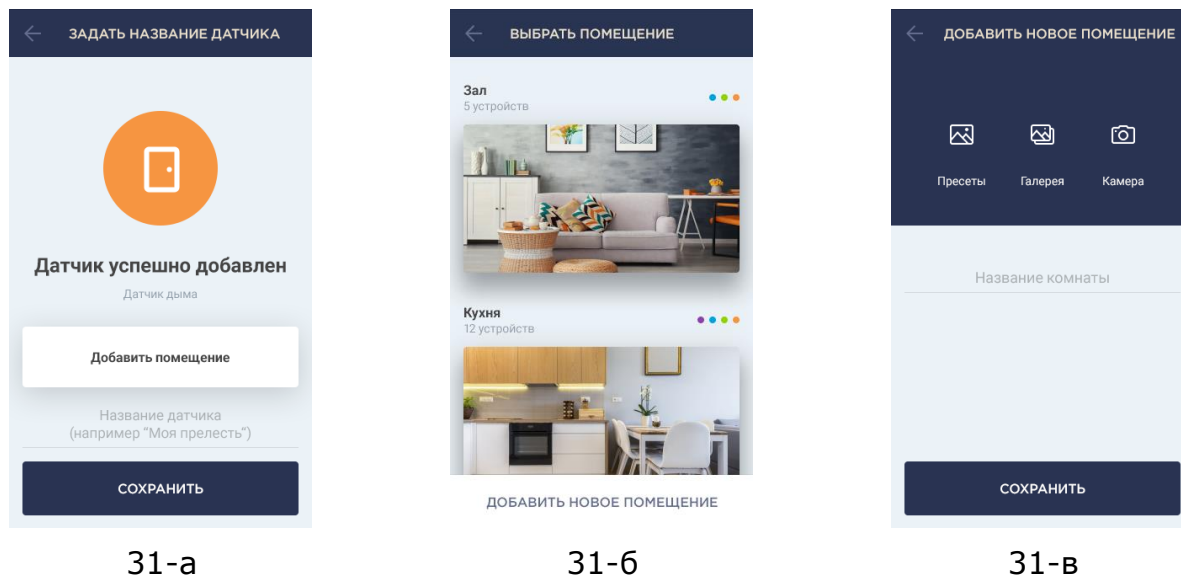 ЗАДАТЬ НАЗВАНИЕ ДАТЧИКА
Датчик успешно добавлен
Датчик дыма
Добавить помещение
Название датчика
(например "Моя прелесть")
СОХРАНИТЬ
31-а
ВЫБРАТЬ ПОМЕЩЕНИЕ
Зал
5 устройств
Кухня
12 устройств
ДОБАВИТЬ НОВОЕ ПОМЕЩЕНИЕ
31-б
ДОБАВИТЬ НОВОЕ ПОМЕЩЕНИЕ
Пресеты
Галерея
Камера
Название комнаты
СОХРАНИТЬ
31-в